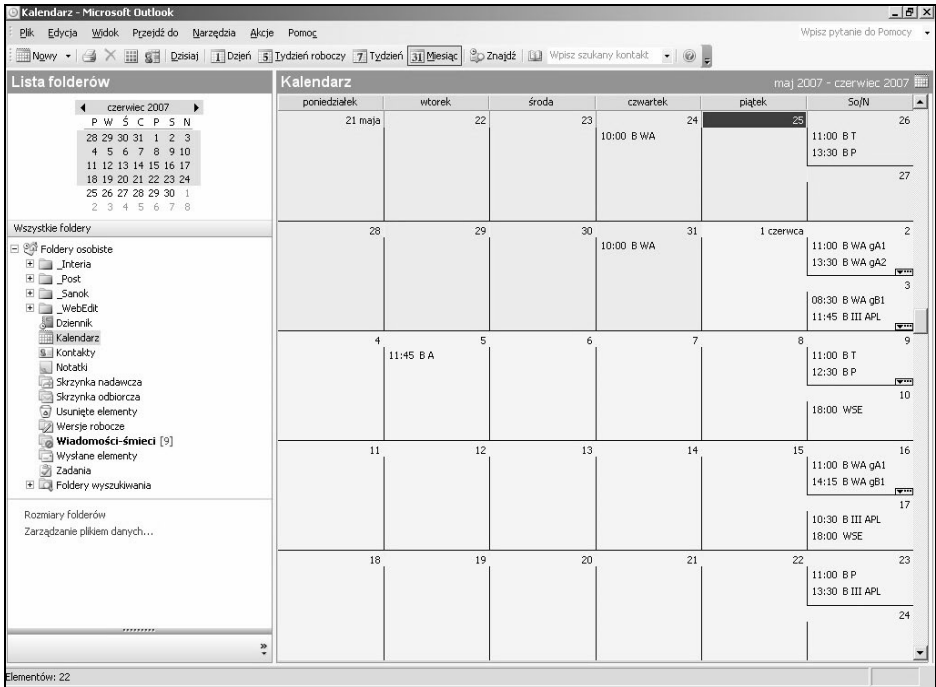 Kalendarz - Microsoft Outlook
Plik Edycja Widok Przejdź do Narzędzia Akcje Pomoc Wpisz pytanie do Pomocy
Nowy Dzisiaj 1 Dzień 5 Tydzień roboczy 7 Tydzień 31 Miesiąc Znajdź Wpisz szukany kontakt
Lista folderów
czerwiec 2007
P W Ś C P S N
28 29 30 31 1 2 3
4 5 6 7 8 9 10
11 12 13 14 15 16 17
18 19 20 21 22 23 24
25 26 27 28 29 30 1
2 3 4 5 6 7 8
Wszystkie foldery
Foldery osobiste
_Interia
_Post
_Sanok
_WebEdit
Dziennik
Kalendarz
Kontakty
Notatki
Skrzynka nadawcza
Skrzynka odbiorcza
Usunięte elementy
Wersje robocze
Wiadomości-śmieci [9]
Wysłane elementy
Zadania
Foldery wyszukiwania
Rozmiary folderów
Zarządzanie plikiem danych...
Kalendarz maj 2007 - czerwiec 2007
poniedziałek wtorek środa czwartek piątek So/N
21 maja 22 23 24 25 26
10:00 B WA 11:00 B T
13:30 B P
27
28 29 30 31 1 czerwca 2
10:00 B WA 11:00 B WA gA1
13:30 B WA gA2
3
08:30 B WA gB1
11:45 B III APL
4 5 6 7 8 9
11:45 B A 11:00 B T
12:30 B P
10
18:00 WSE
11 12 13 14 15 16
11:00 B WA gA1
14:15 B WA gB1
17
10:30 B III APL
18:00 WSE
18 19 20 21 22 23
11:00 B P
13:30 B III APL
24
Elementów: 22